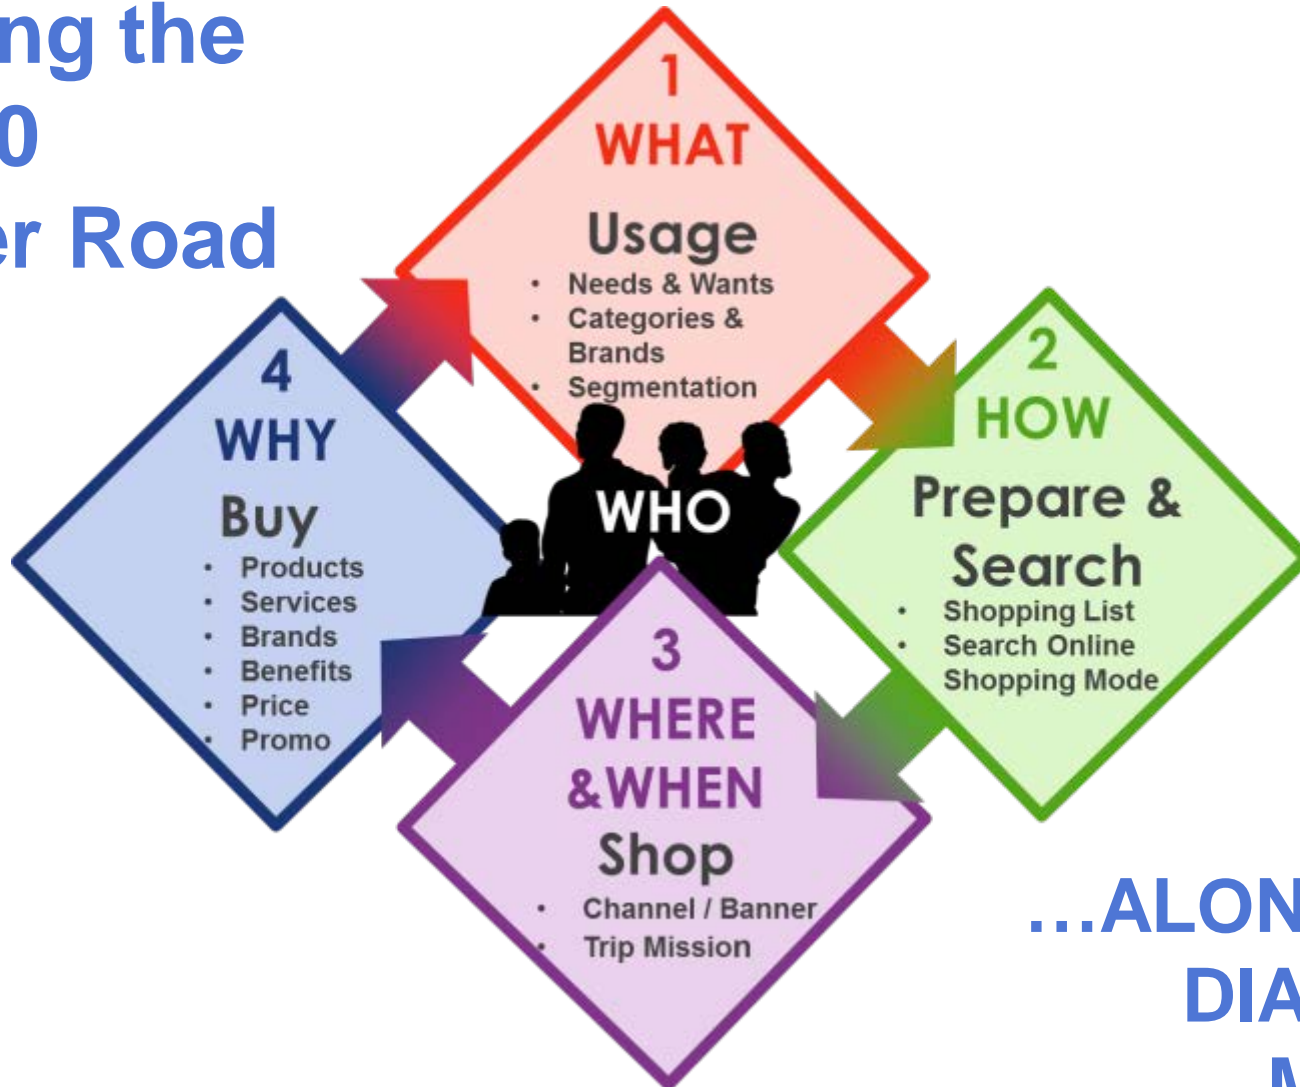 ng the
0
er Road
1
WHAT
Usage
• Needs & Wants
• Categories &
Brands
• Segmentation
2
HOW
Prepare &
Search
• Shopping List
• Search Online
Shopping Mode
WHO
3
WHERE
&WHEN
Shop
• Channel / Banner
• Trip Mission
4
WHY
Buy
• Products
• Services
• Brands
• Benefits
• Price
• Promo
…ALON
DIA